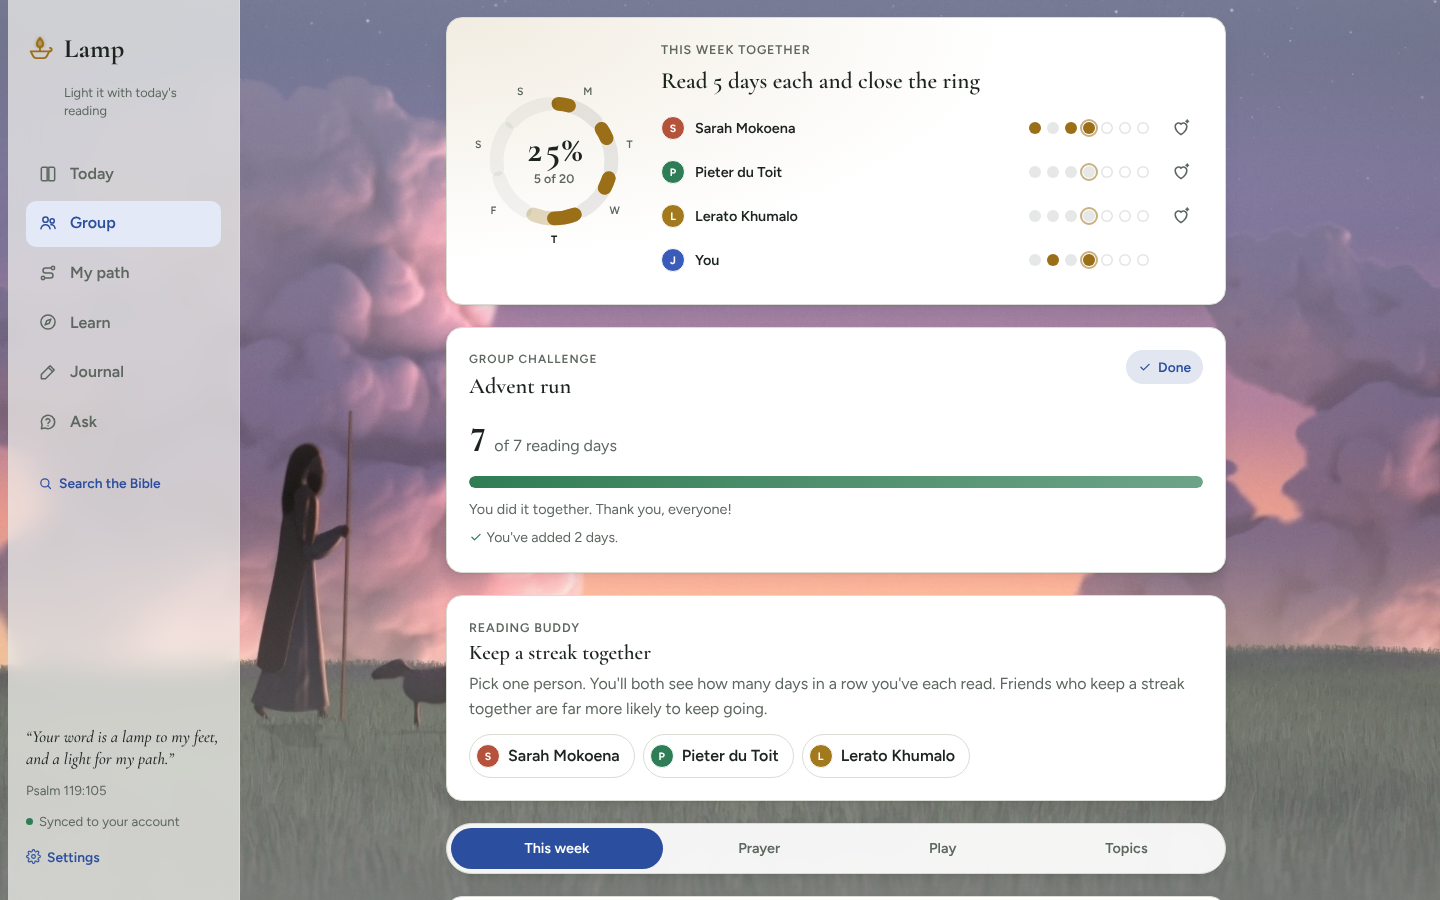 Lamp
Light it with today's
reading
Today
Group
My path
Learn
Journal
Ask
Search the Bible
“Your word is a lamp to my feet,
and a light for my path.”
Psalm 119:105
Synced to your account
Settings
THIS WEEK TOGETHER
Read 5 days each and close the ring
S
M
T
W
T
F
S
25%
5 of 20
S Sarah Mokoena
P Pieter du Toit
L Lerato Khumalo
J You
GROUP CHALLENGE
Advent run
Done
7 of 7 reading days
You did it together. Thank you, everyone!
You've added 2 days.
READING BUDDY
Keep a streak together
Pick one person. You'll both see how many days in a row you've each read. Friends who keep a streak
together are far more likely to keep going.
S Sarah Mokoena P Pieter du Toit L Lerato Khumalo
This week Prayer Play Topics